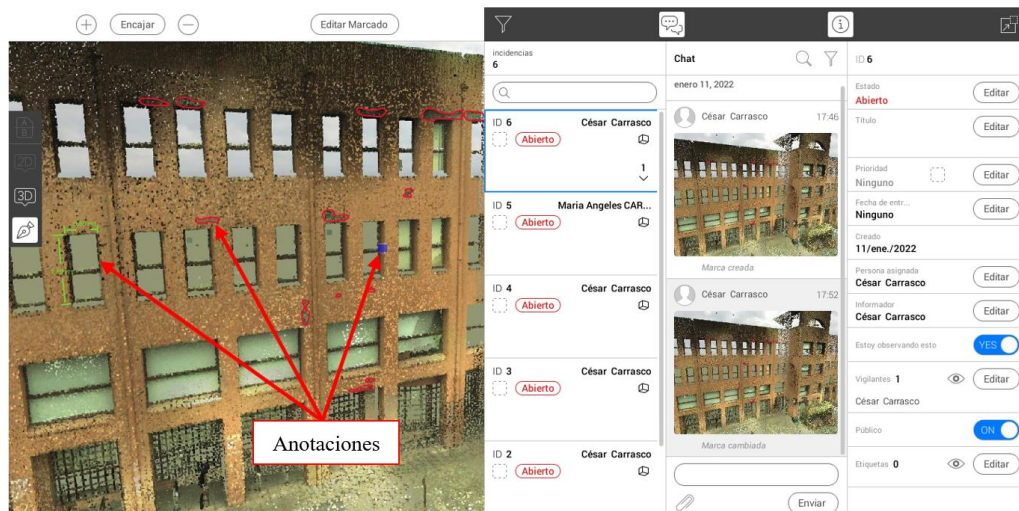 Encajar
Editar Marcado
A
B
2D
3D
Anotaciones
incidencias
6
ID 6 César Carrasco
Abierto
1
ID 5 Maria Angeles CAR...
Abierto
ID 4 César Carrasco
Abierto
ID 3 César Carrasco
Abierto
ID 2 César Carrasco
Abierto
Chat
enero 11, 2022
César Carrasco 17:46
Marca creada
César Carrasco 17:52
Marca cambiada
Enviar
ID 6
Estado
Abierto
Editar
Título
Editar
Prioridad
Ninguno
Editar
Fecha de entr...
Ninguno
Editar
Creado
11/ene./2022
Persona asignada
César Carrasco
Editar
Informador
César Carrasco
Editar
Estoy observando esto YES
Vigilantes 1 Editar
César Carrasco
Público ON
Etiquetas 0 Editar